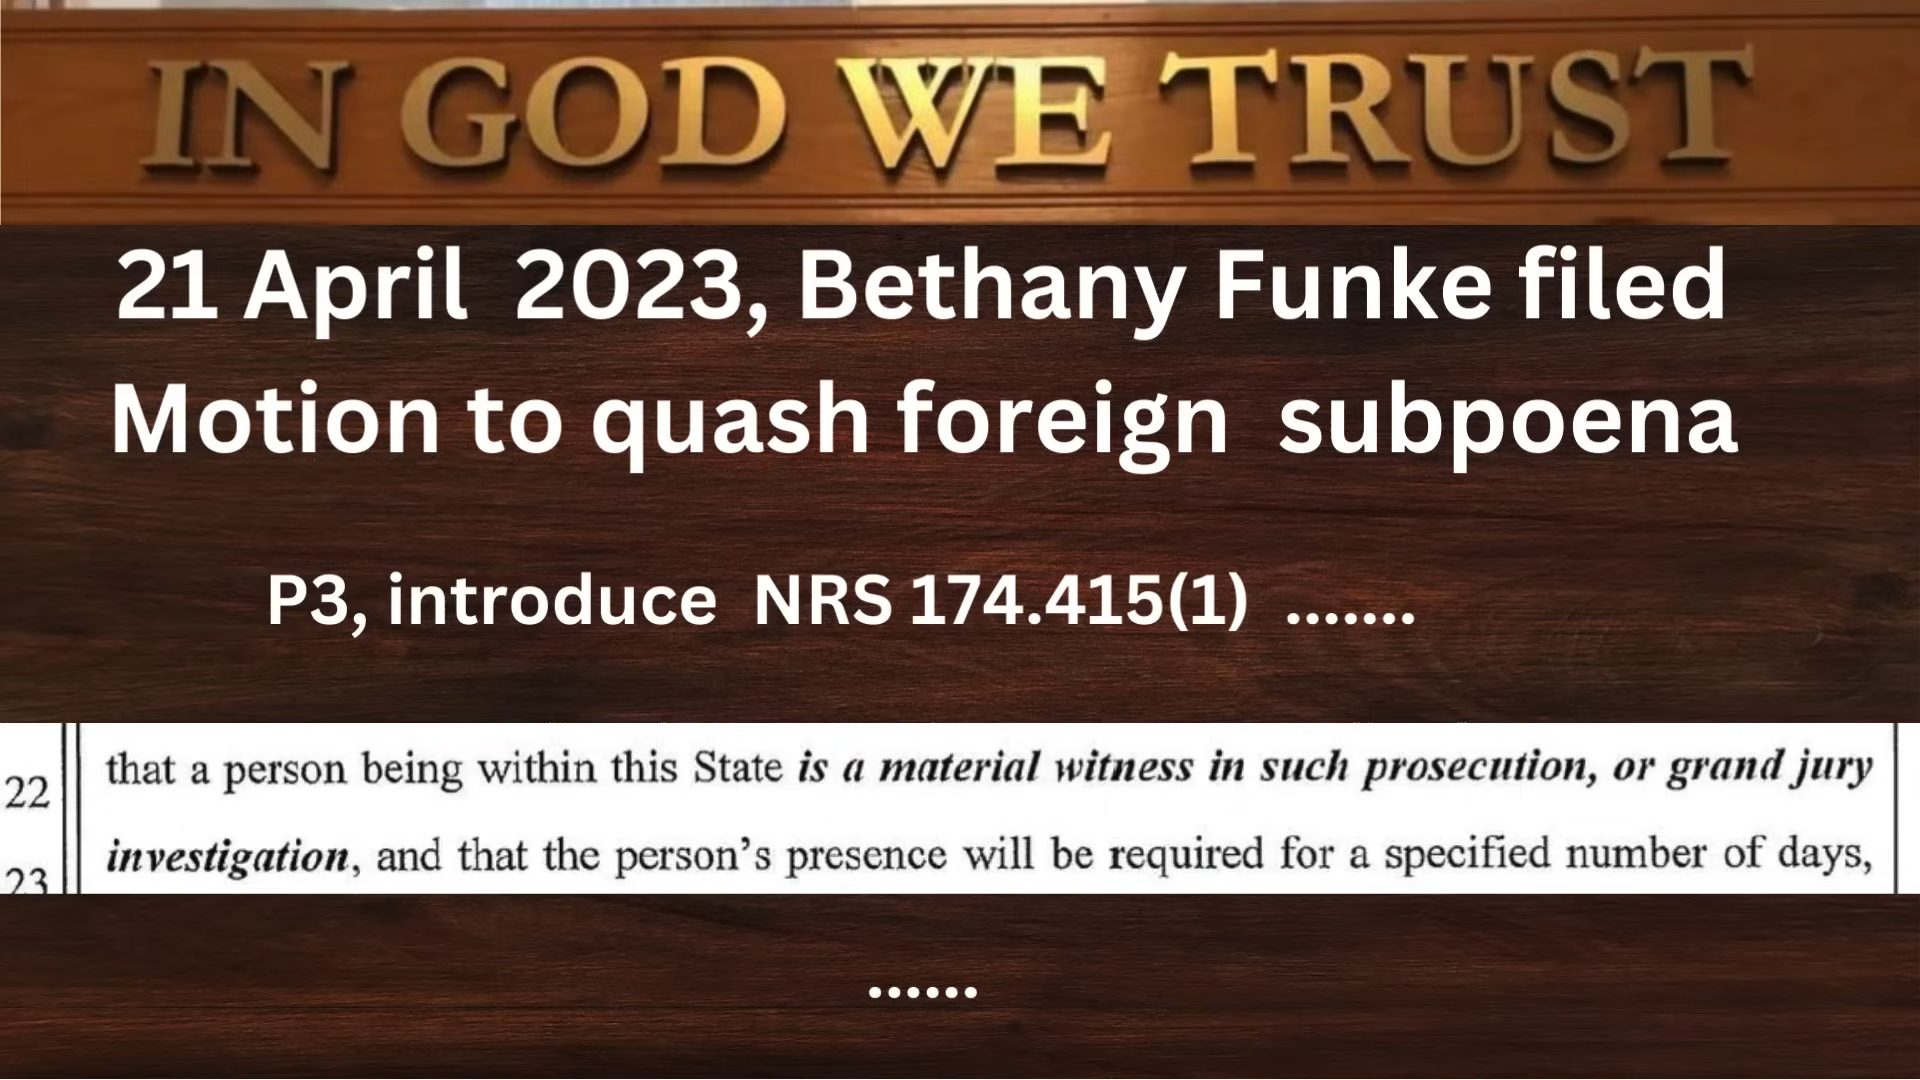 IN GOD WE TRUST
21 April 2023, Bethany Funke filed
Motion to quash foreign subpoena
P3, introduce NRS 174.415(1) .......
22 that a person being within this State is a material witness in such prosecution, or grand jury
23 investigation, and that the person's presence will be required for a specified number of days,
......